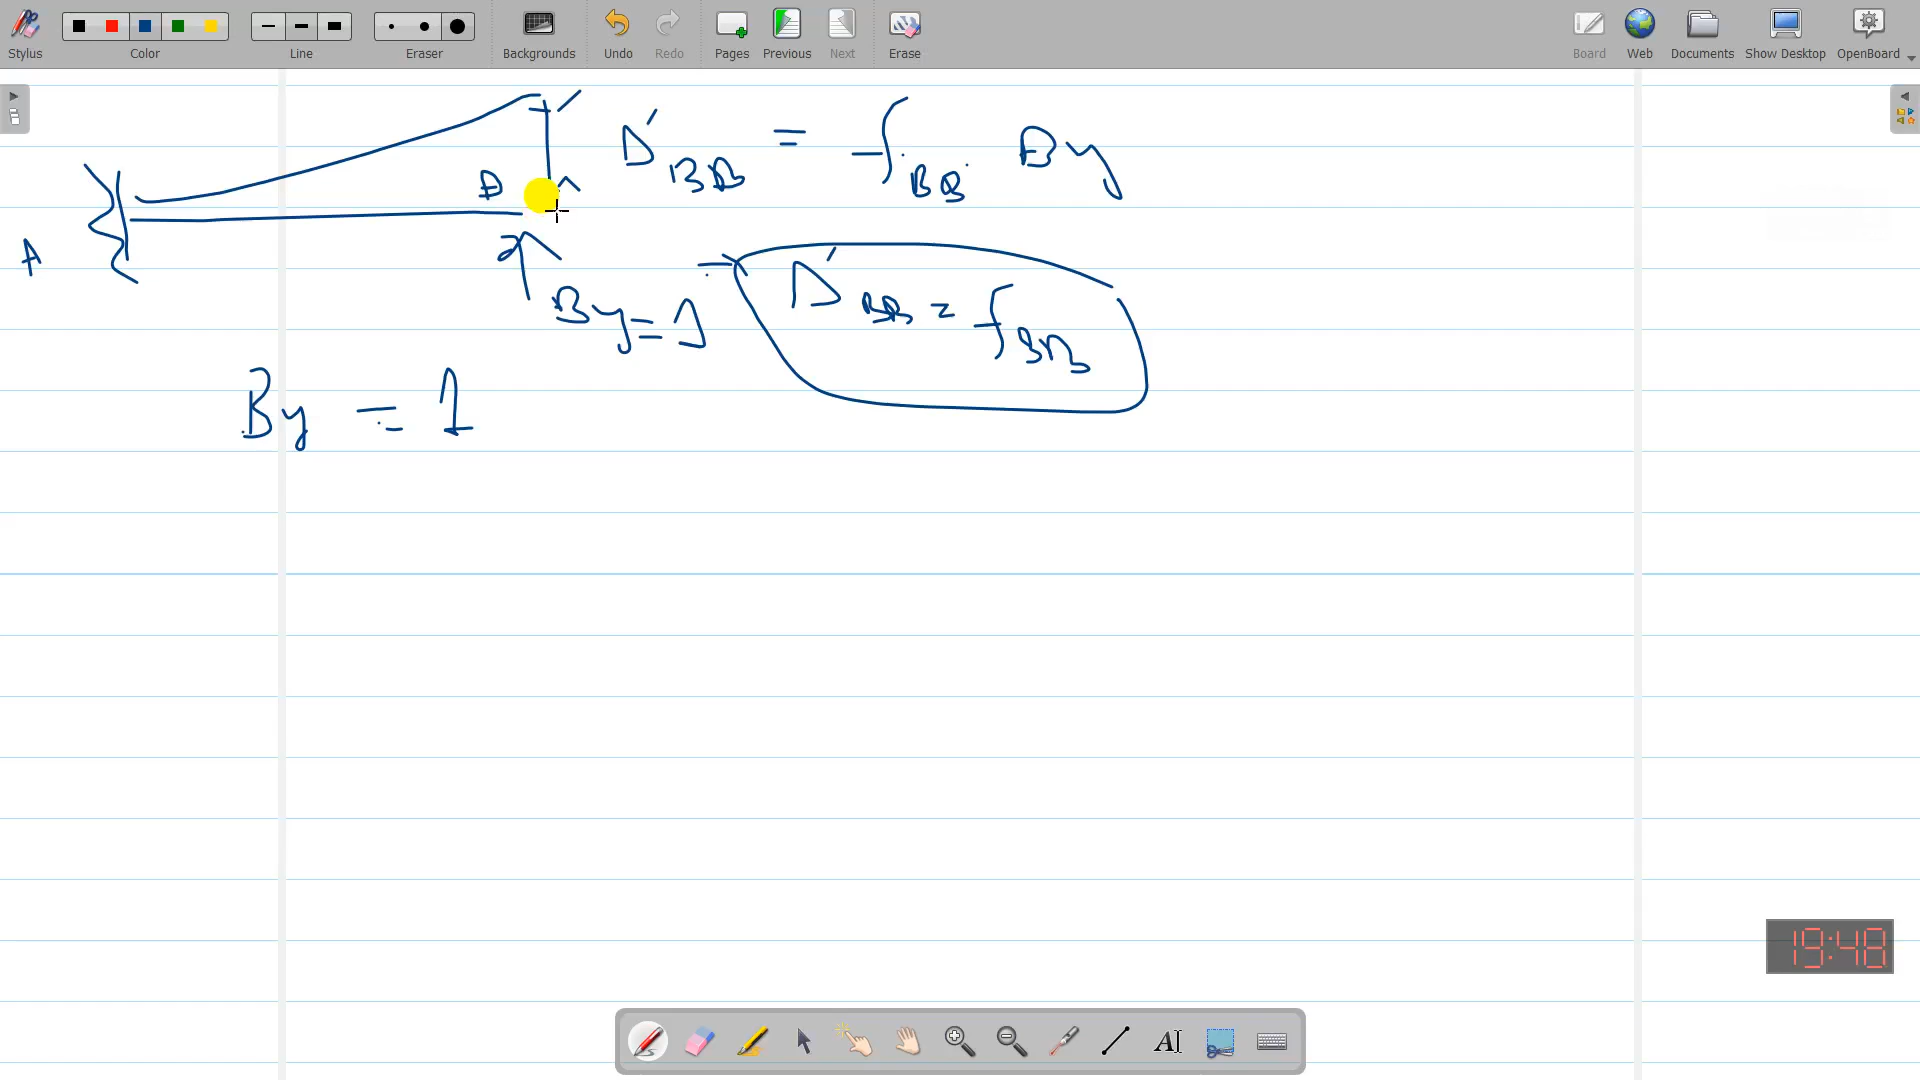 Stylus
Color
Line
Eraser
Backgrounds
Undo
Redo
Pages
Previous
Next
Erase
Board
Web
Documents
Show Desktop
OpenBoard
Δ'BB = fBB By
B
A
By = 1
Δ'BB = fBB
By = 1
19:48